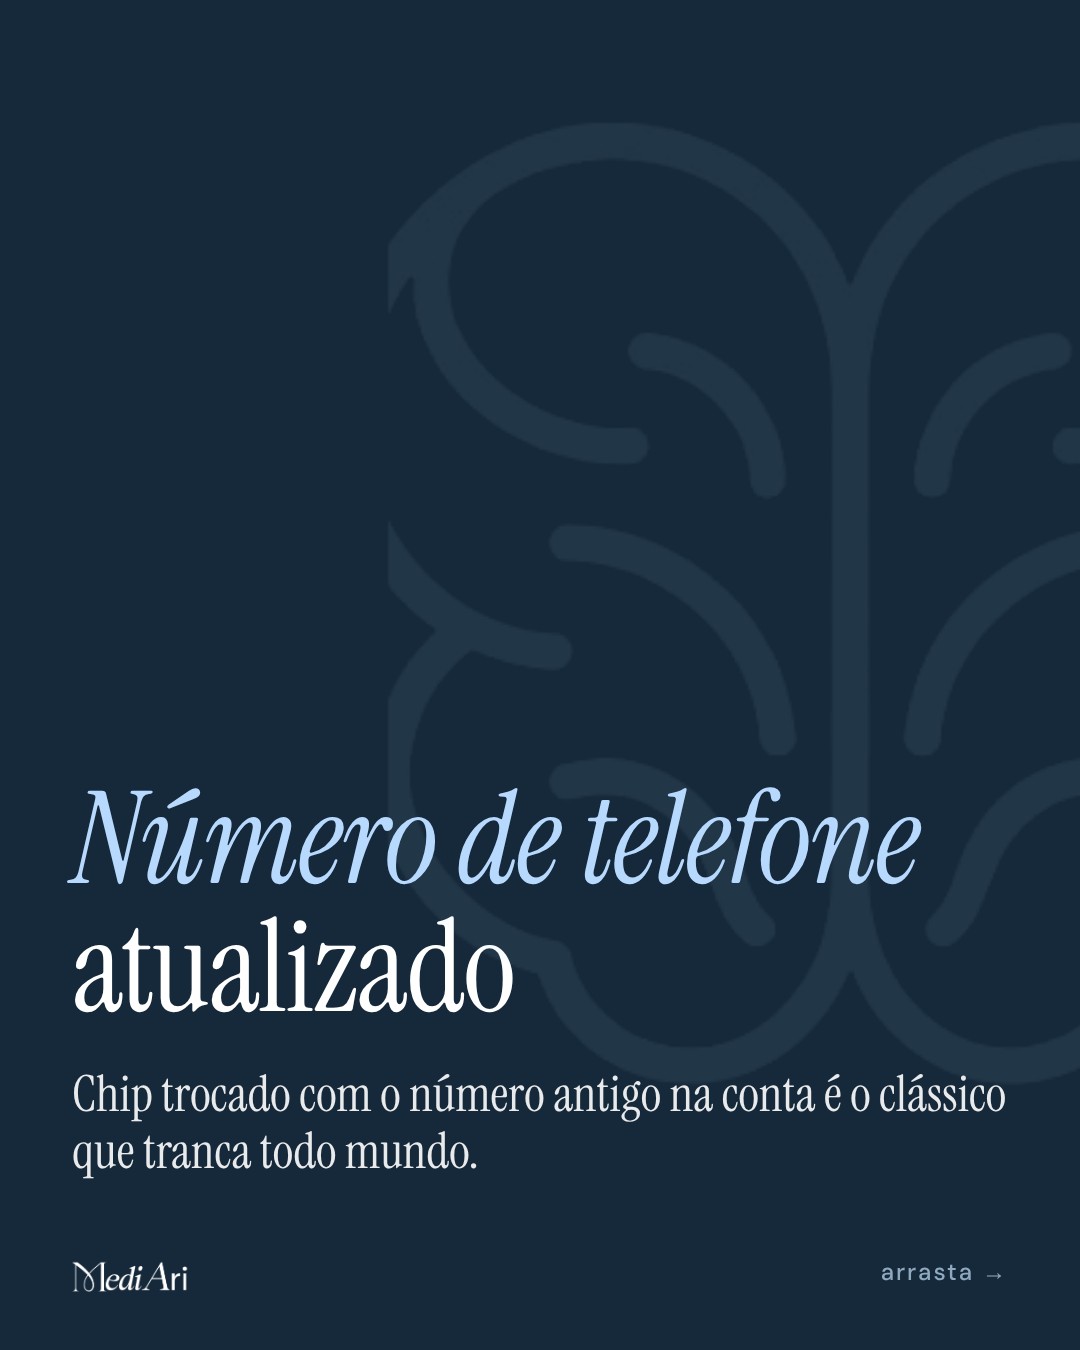 Número de telefone
atualizado
Chip trocado com o número antigo na conta é o clássico
que tranca todo mundo.
MediAri
arrasta →